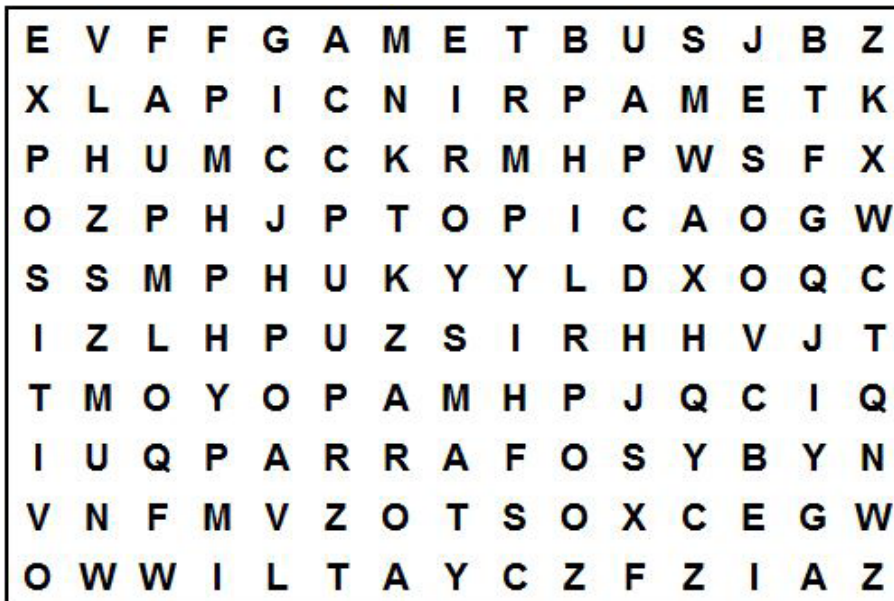 E V F F G A M E T B U S J B Z
X L A P I C N I R P A M E T K
P H U M C C K R M H P W S F X
O Z P H J P T O P I C A O G W
S S M P H U K Y Y L D X O Q C
I Z L H P U Z S I R H H V J T
T M O Y O P A M H P J Q C I Q
I U Q P A R R A F O S Y B Y N
V N F M V Z O T S O X C E G W
O W W I L T A Y C Z F Z I A Z